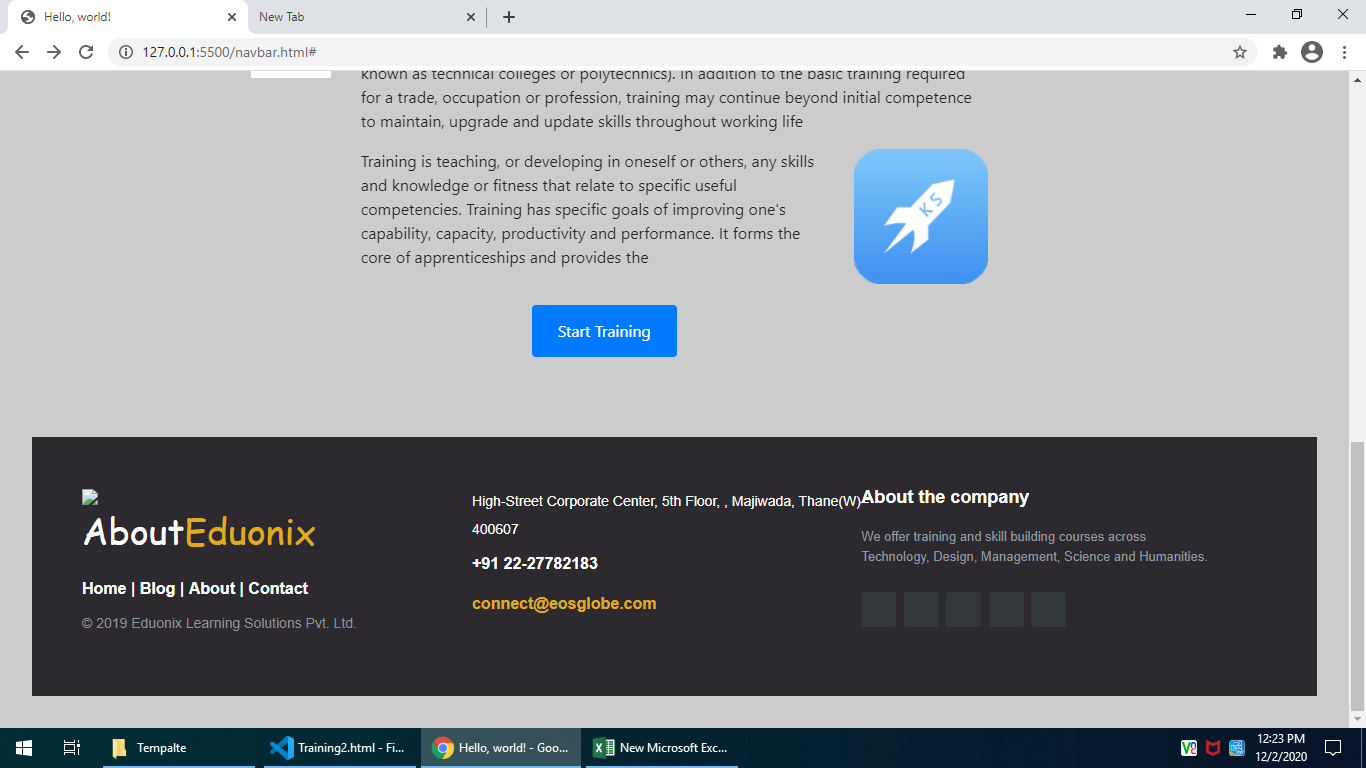 Hello, world!
New Tab
127.0.0.1:5500/navbar.html#
known as technical colleges or polytechnics). In addition to the basic training required
for a trade, occupation or profession, training may continue beyond initial competence
to maintain, upgrade and update skills throughout working life
Training is teaching, or developing in oneself or others, any skills
and knowledge or fitness that relate to specific useful
competencies. Training has specific goals of improving one's
capability, capacity, productivity and performance. It forms the
core of apprenticeships and provides the
KS
Start Training
AboutEduonix
Home | Blog | About | Contact
© 2019 Eduonix Learning Solutions Pvt. Ltd.
High-Street Corporate Center, 5th Floor, , Majiwada, Thane(W)
400607
+91 22-27782183
connect@eosglobe.com
About the company
We offer training and skill building courses across
Technology, Design, Management, Science and Humanities.
Tempalte
Training2.html - Fi...
Hello, world! - Goo...
New Microsoft Exc...
12:23 PM
12/2/2020